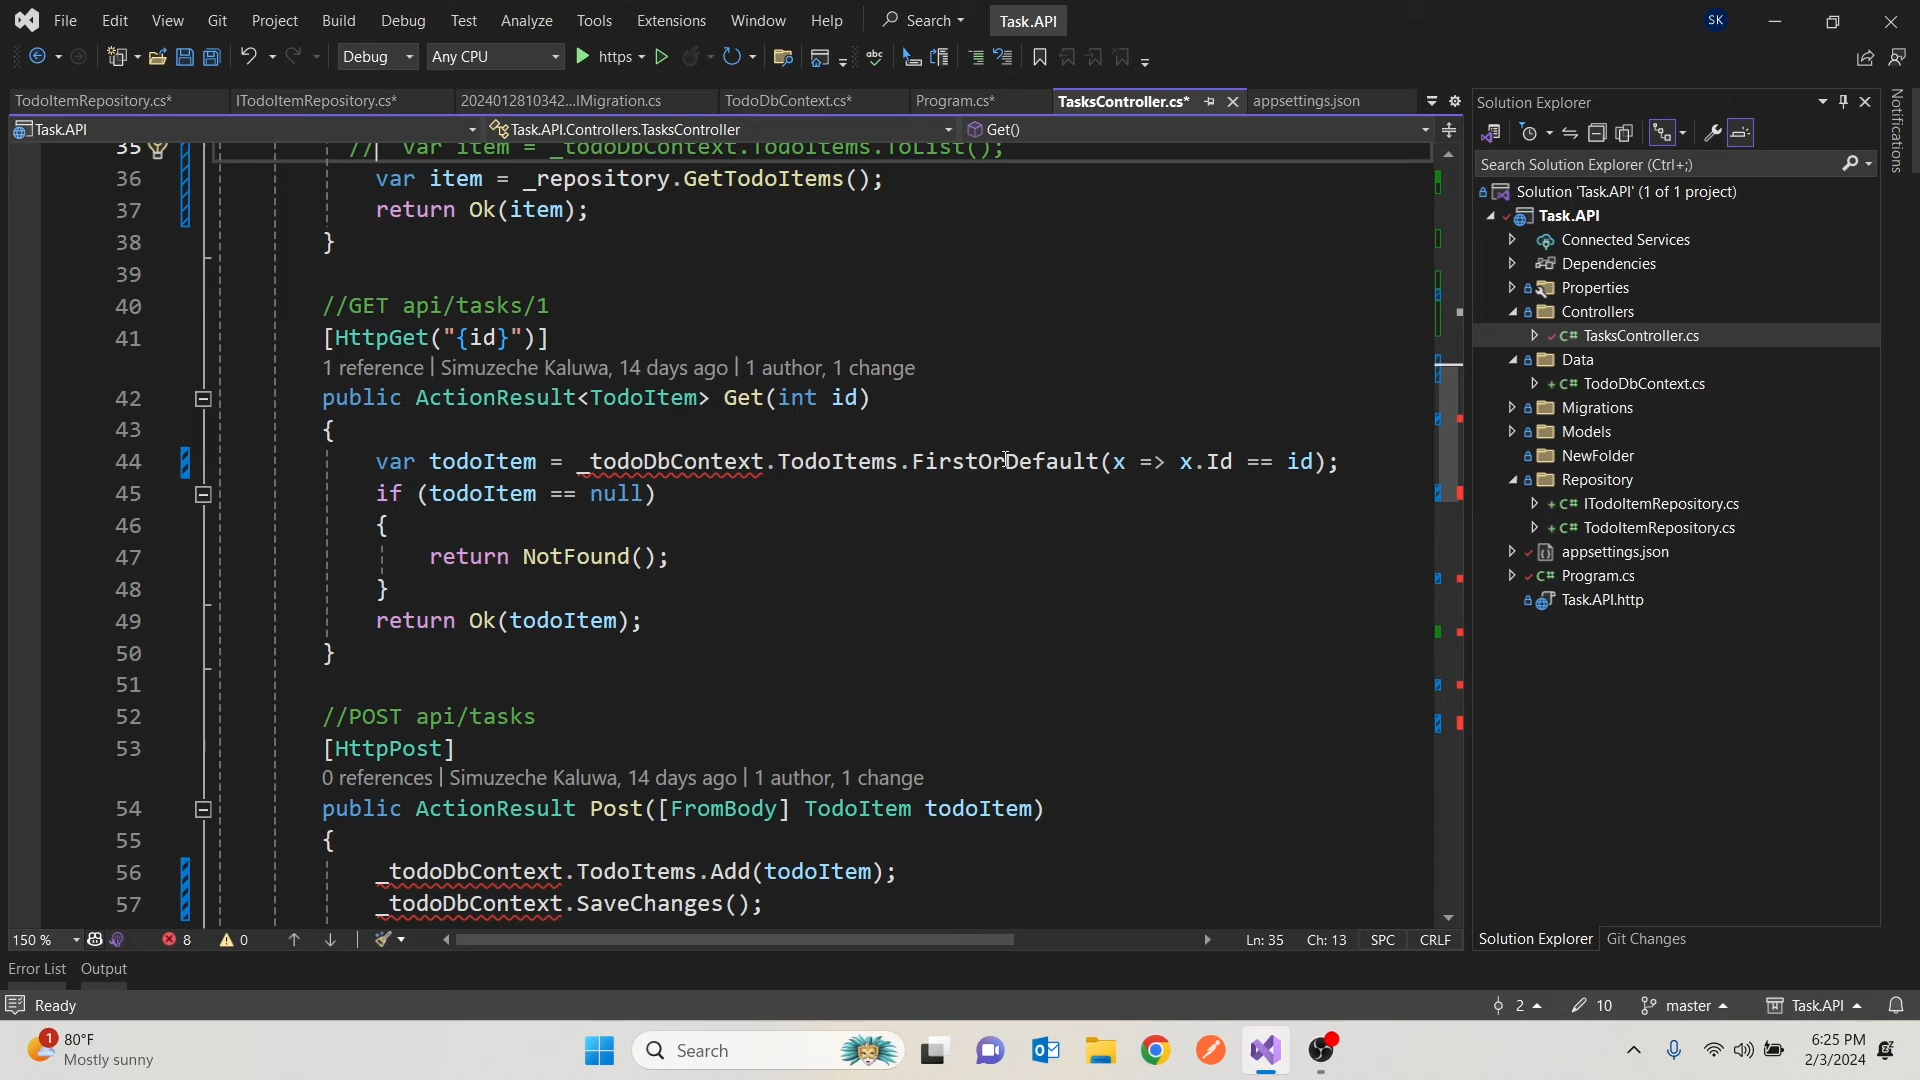 File Edit View Git Project Build Debug Test Analyze Tools Extensions Window Help Search Task.API SK
Debug Any CPU https
TodoItemRepository.cs* ITodoItemRepository.cs* 2024012810342...lMigration.cs TodoDbContext.cs* Program.cs* TasksController.cs* appsettings.json
Task.API Task.API.Controllers.TasksController Get()
35 // var item = _todoDbContext.TodoItems.ToList();
36 var item = _repository.GetTodoItems();
37 return Ok(item);
38 }
39
40 //GET api/tasks/1
41 [HttpGet("{id}")]
1 reference | Simuzeche Kaluwa, 14 days ago | 1 author, 1 change
42 public ActionResult<TodoItem> Get(int id)
43 {
44 var todoItem = _todoDbContext.TodoItems.FirstOrDefault(x => x.Id == id);
45 if (todoItem == null)
46 {
47 return NotFound();
48 }
49 return Ok(todoItem);
50 }
51
52 //POST api/tasks
53 [HttpPost]
0 references | Simuzeche Kaluwa, 14 days ago | 1 author, 1 change
54 public ActionResult Post([FromBody] TodoItem todoItem)
55 {
56 _todoDbContext.TodoItems.Add(todoItem);
57 _todoDbContext.SaveChanges();
150 % 8 0 Ln: 35 Ch: 13 SPC CRLF
Solution Explorer
Search Solution Explorer (Ctrl+;)
Solution 'Task.API' (1 of 1 project)
Task.API
Connected Services
Dependencies
Properties
Controllers
C# TasksController.cs
Data
C# TodoDbContext.cs
Migrations
Models
NewFolder
Repository
C# ITodoItemRepository.cs
C# TodoItemRepository.cs
appsettings.json
C# Program.cs
Task.API.http
Solution Explorer Git Changes
Notifications
Error List Output
Ready 2 10 master Task.API
1 80°F
Mostly sunny
Search
6:25 PM
2/3/2024